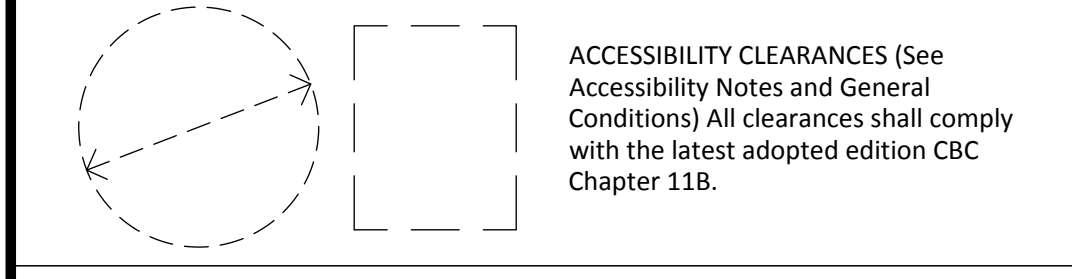 ACCESSIBILITY CLEARANCES (See
Accessibility Notes and General
Conditions) All clearances shall comply
with the latest adopted edition CBC
Chapter 11B.